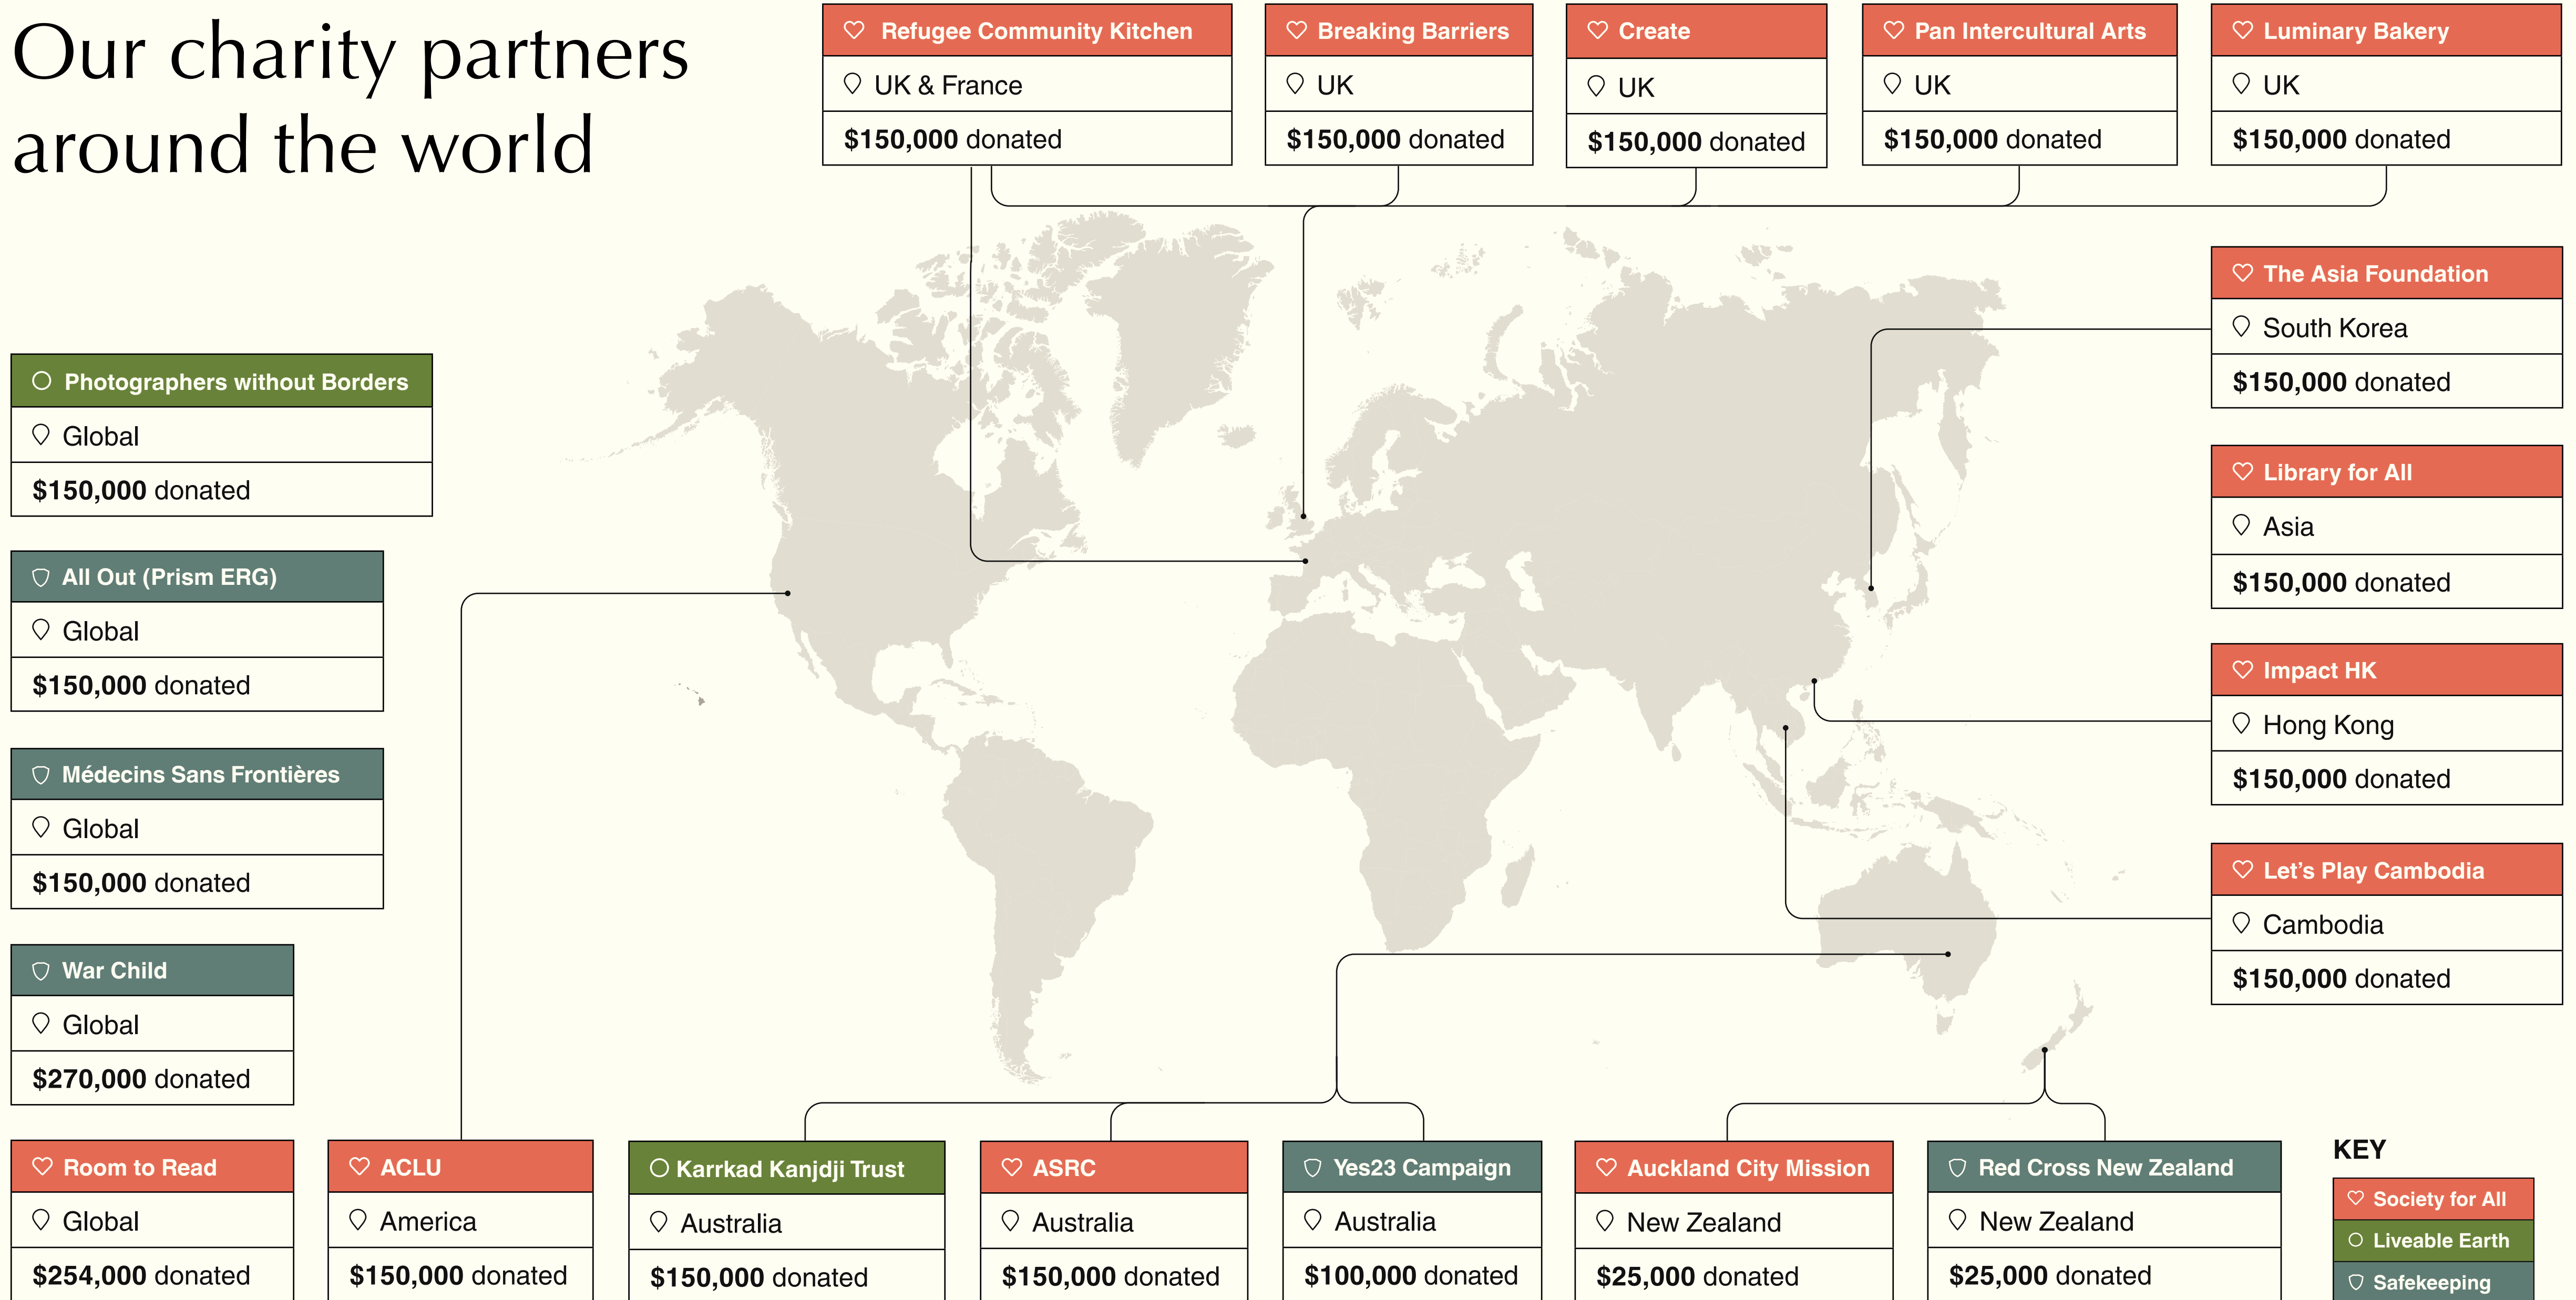 Our charity partners
around the world
Refugee Community Kitchen
UK & France
$150,000 donated
Breaking Barriers
UK
$150,000 donated
Create
UK
$150,000 donated
Pan Intercultural Arts
UK
$150,000 donated
Luminary Bakery
UK
$150,000 donated
The Asia Foundation
South Korea
$150,000 donated
Library for All
Asia
$150,000 donated
Impact HK
Hong Kong
$150,000 donated
Let’s Play Cambodia
Cambodia
$150,000 donated
Photographers without Borders
Global
$150,000 donated
All Out (Prism ERG)
Global
$150,000 donated
Médecins Sans Frontières
Global
$150,000 donated
War Child
Global
$270,000 donated
Room to Read
Global
$254,000 donated
ACLU
America
$150,000 donated
Karrkad Kanjdji Trust
Australia
$150,000 donated
ASRC
Australia
$150,000 donated
Yes23 Campaign
Australia
$100,000 donated
Auckland City Mission
New Zealand
$25,000 donated
Red Cross New Zealand
New Zealand
$25,000 donated
KEY
Society for All
Liveable Earth
Safekeeping